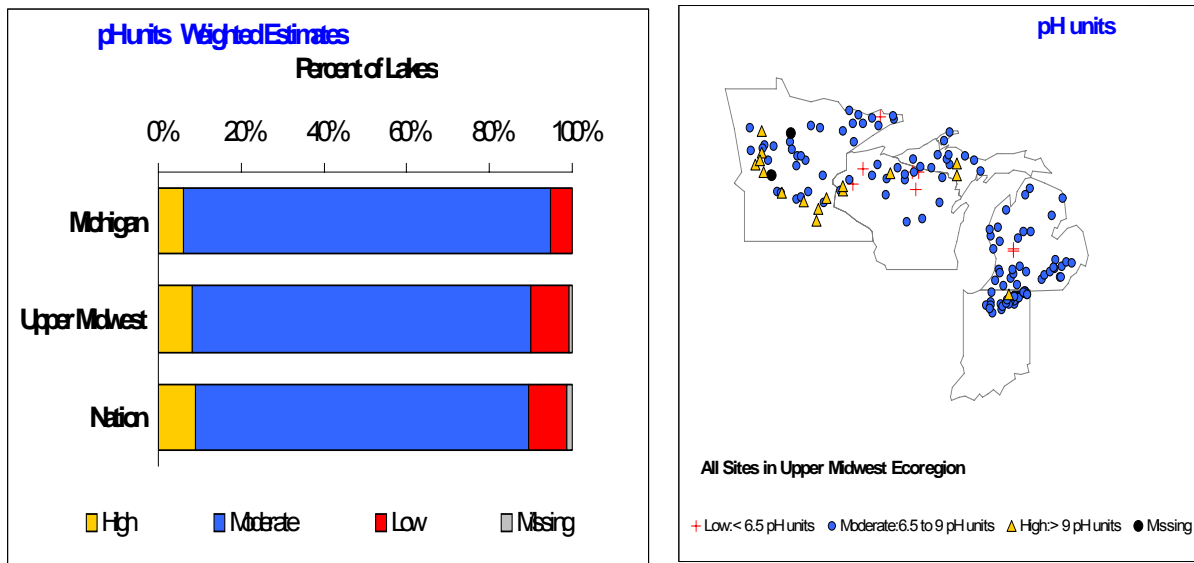 pH units Weighted Estimates
Percent of Lakes
0% 20% 40% 60% 80% 100%
Michigan
Upper Midwest
Nation
High Moderate Low Missing
pH units
All Sites in Upper Midwest Ecoregion
Low:< 6.5 pH units Moderate:6.5 to 9 pH units High:> 9 pH units Missing